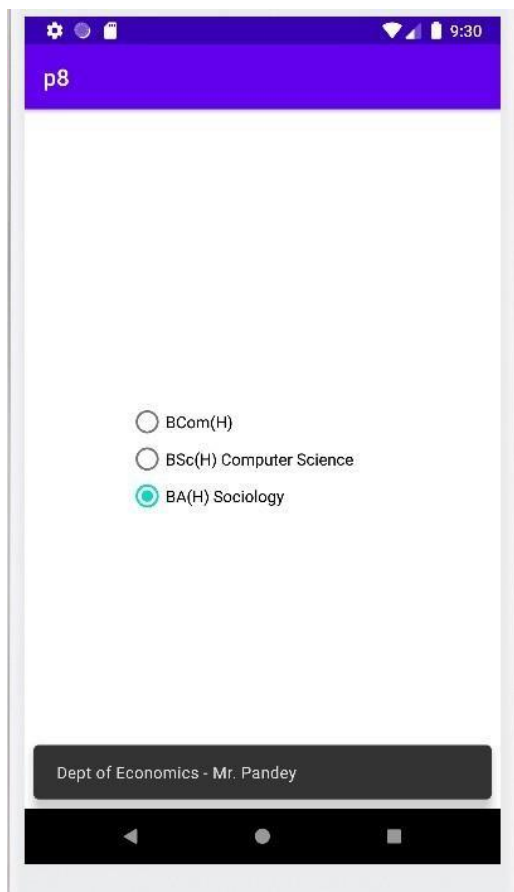 9:30
p8
BCom(H)
BSc(H) Computer Science
BA(H) Sociology
Dept of Economics - Mr. Pandey